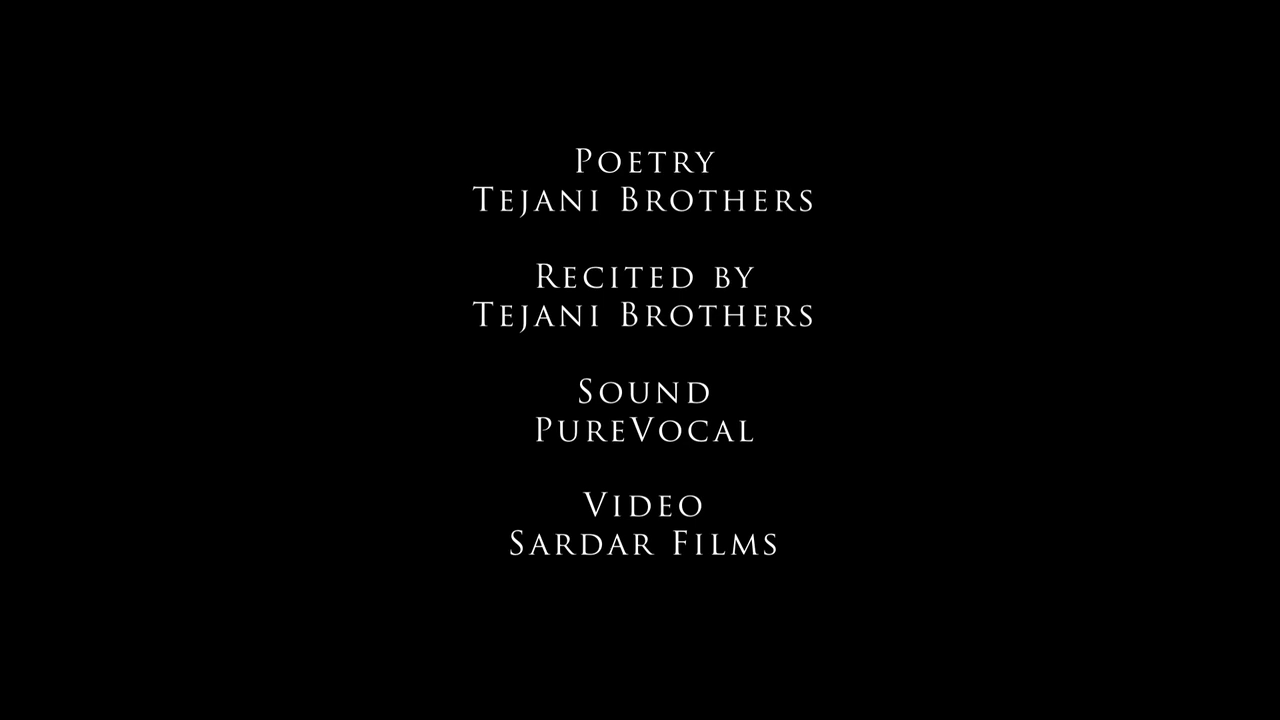 Poetry
Tejani Brothers
Recited by
Tejani Brothers
Sound
PureVocal
Video
Sardar Films